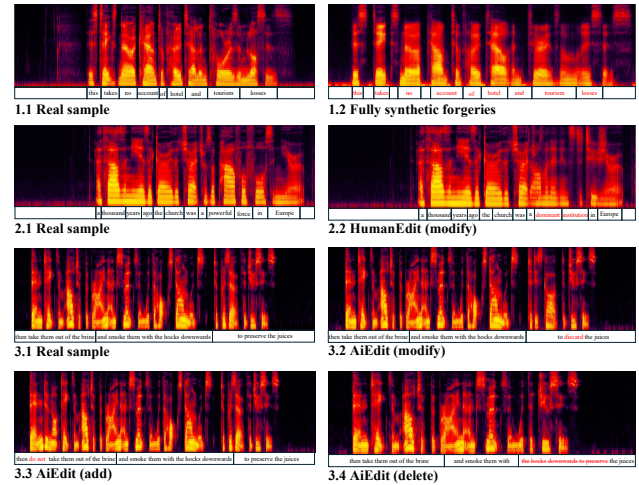 this takes no account of hotel and tourism losses
this takes no account of hotel and tourism losses
1.1 Real sample
1.2 Fully synthetic forgeries
a thousand years ago the church was a powerful force in Europe
a thousand years ago the church was a dominant institution in Europe
2.1 Real sample
2.2 HumanEdit (modify)
then take them out of the brine and smoke them with the hocks downwards to preserve the juices
then take them out of the brine and smoke them with the hocks downwards to discard the juices
3.1 Real sample
3.2 AiEdit (modify)
then do not take them out of the brine and smoke them with the hocks downwards to preserve the juices
then take them out of the brine and smoke them with the hocks downwards to preserve the juices
3.3 AiEdit (add)
3.4 AiEdit (delete)